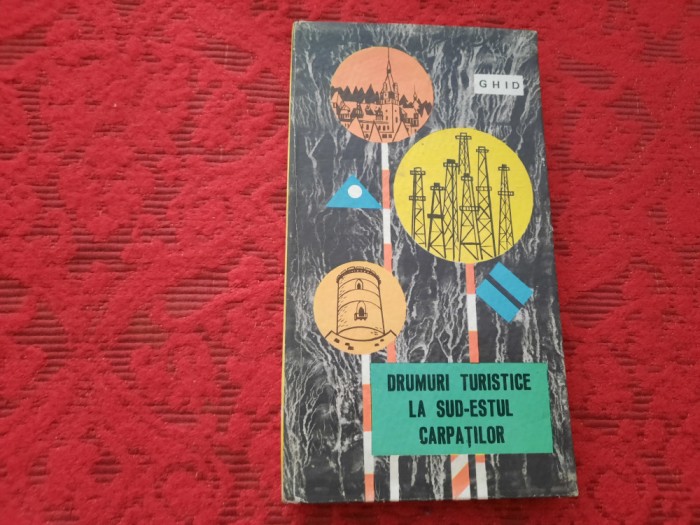 GHID
DRUMURI TURISTICE
LA SUD-ESTUL
CARPAȚILOR